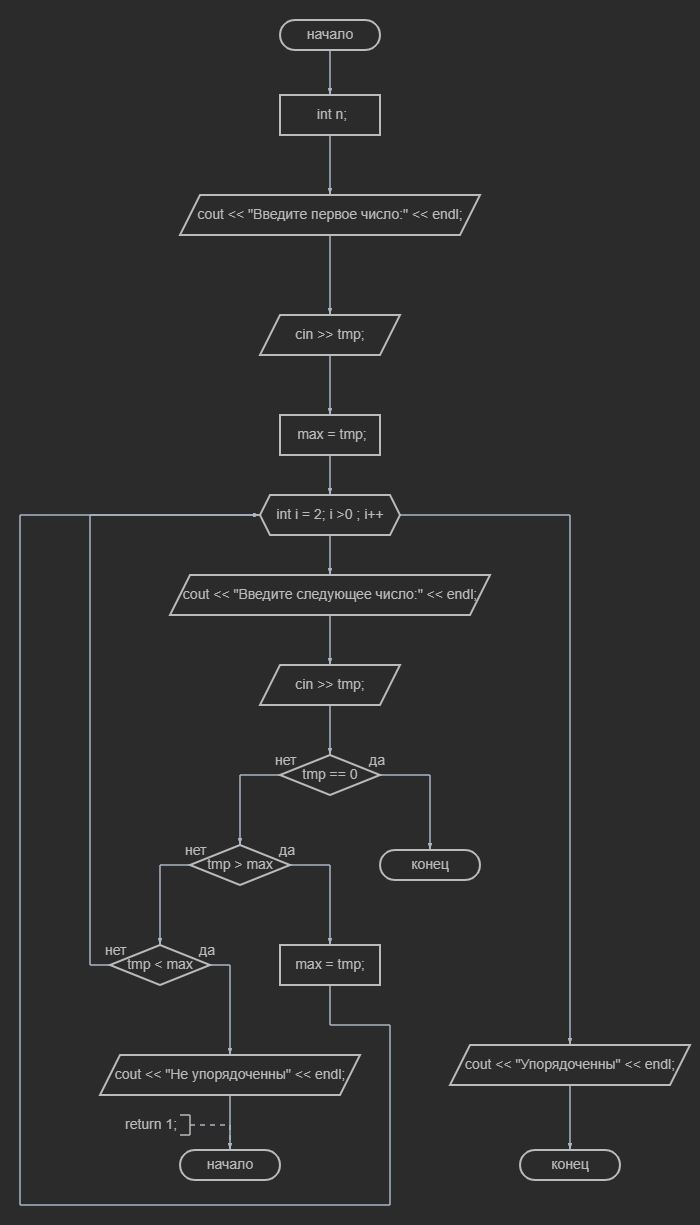 начало
int n;
cout << "Введите первое число:" << endl;
cin >> tmp;
max = tmp;
int i = 2; i >0 ; i++
cout << "Введите следующее число:" << endl;
cin >> tmp;
нет
да
tmp == 0
нет
да
tmp > max
конец
нет
да
tmp < max
max = tmp;
cout << "Не упорядоченны" << endl;
cout << "Упорядоченны" << endl;
return 1;
начало
конец